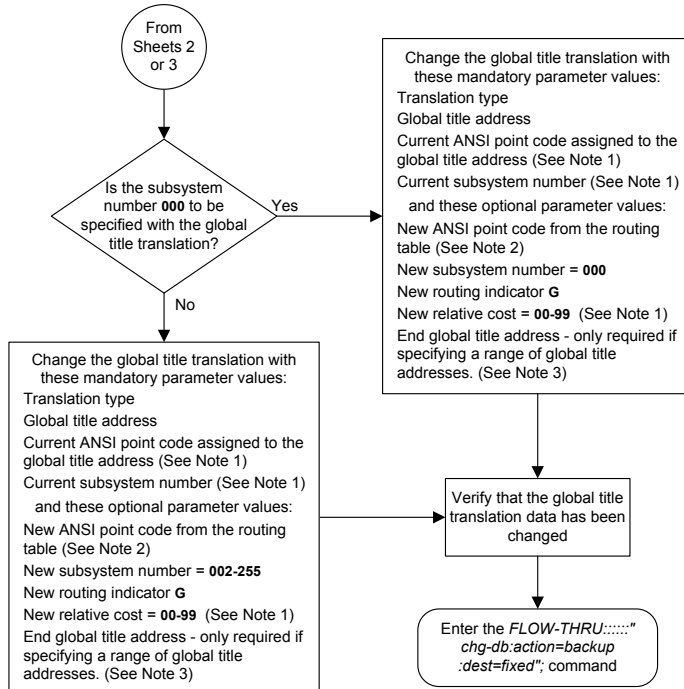 From
Sheets 2
or 3
Is the subsystem
number 000 to be
specified with the global
title translation?
Yes
No
Change the global title translation with
these mandatory parameter values:
Translation type
Global title address
Current ANSI point code assigned to the
global title address (See Note 1)
Current subsystem number (See Note 1)
and these optional parameter values:
New ANSI point code from the routing
table (See Note 2)
New subsystem number = 000
New routing indicator G
New relative cost = 00-99 (See Note 1)
End global title address - only required if
specifying a range of global title
addresses. (See Note 3)
Change the global title translation with
these mandatory parameter values:
Translation type
Global title address
Current ANSI point code assigned to the
global title address (See Note 1)
Current subsystem number (See Note 1)
and these optional parameter values:
New ANSI point code from the routing
table (See Note 2)
New subsystem number = 002-255
New routing indicator G
New relative cost = 00-99 (See Note 1)
End global title address - only required if
specifying a range of global title
addresses. (See Note 3)
Verify that the global title
translation data has been
changed
Enter the FLOW-THRU::::::"
chg-db:action=backup
:dest=fixed"; command